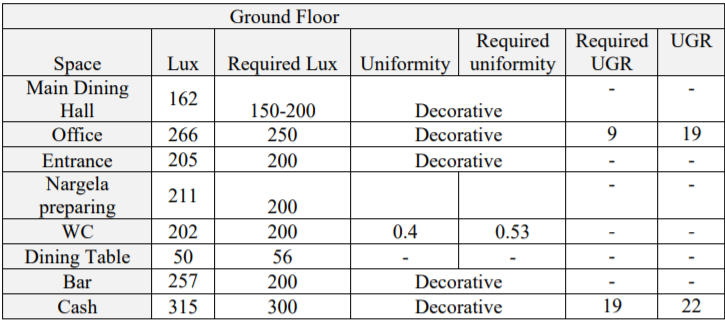 Ground Floor
Space Lux Required Lux Uniformity Required uniformity Required UGR UGR
Main Dining Hall 162 150-200 Decorative - -
Office 266 250 Decorative 9 19
Entrance 205 200 Decorative - -
Nargela preparing 211 200 - -
WC 202 200 0.4 0.53 - -
Dining Table 50 56 - - - -
Bar 257 200 Decorative - -
Cash 315 300 Decorative 19 22